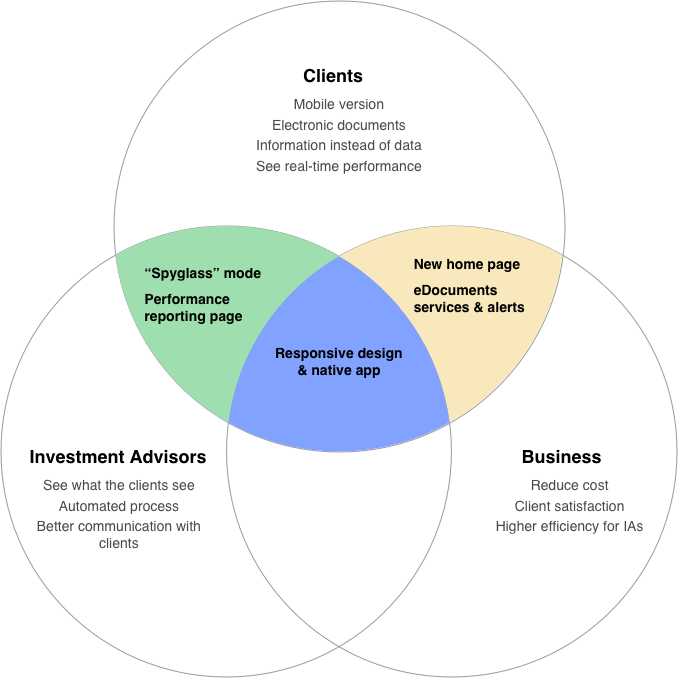 Clients
Mobile version
Electronic documents
Information instead of data
See real-time performance
“Spyglass” mode
Performance
reporting page
New home page
eDocuments
services & alerts
Responsive design
& native app
Investment Advisors
See what the clients see
Automated process
Better communication with
clients
Business
Reduce cost
Client satisfaction
Higher efficiency for IAs